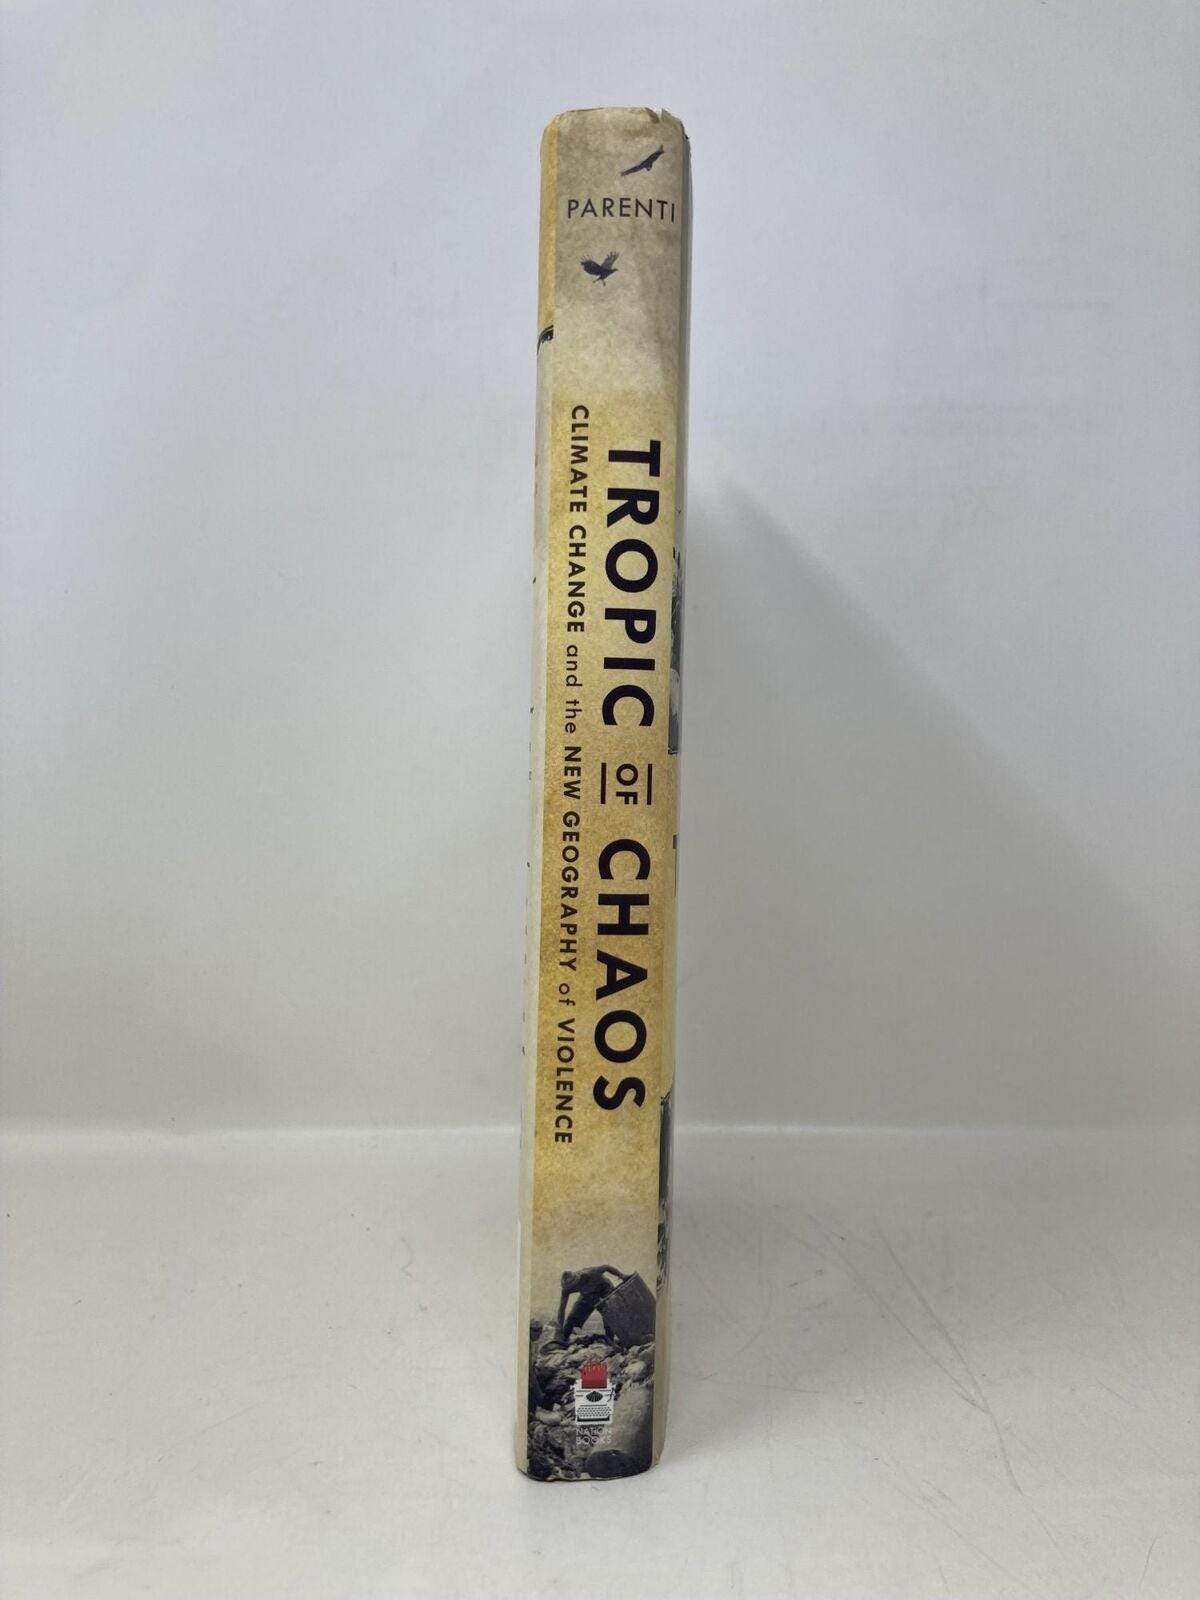 PARENTI
TROPIC OF CHAOS
CLIMATE CHANGE and the NEW GEOGRAPHY of VIOLENCE
NATION
BOOKS